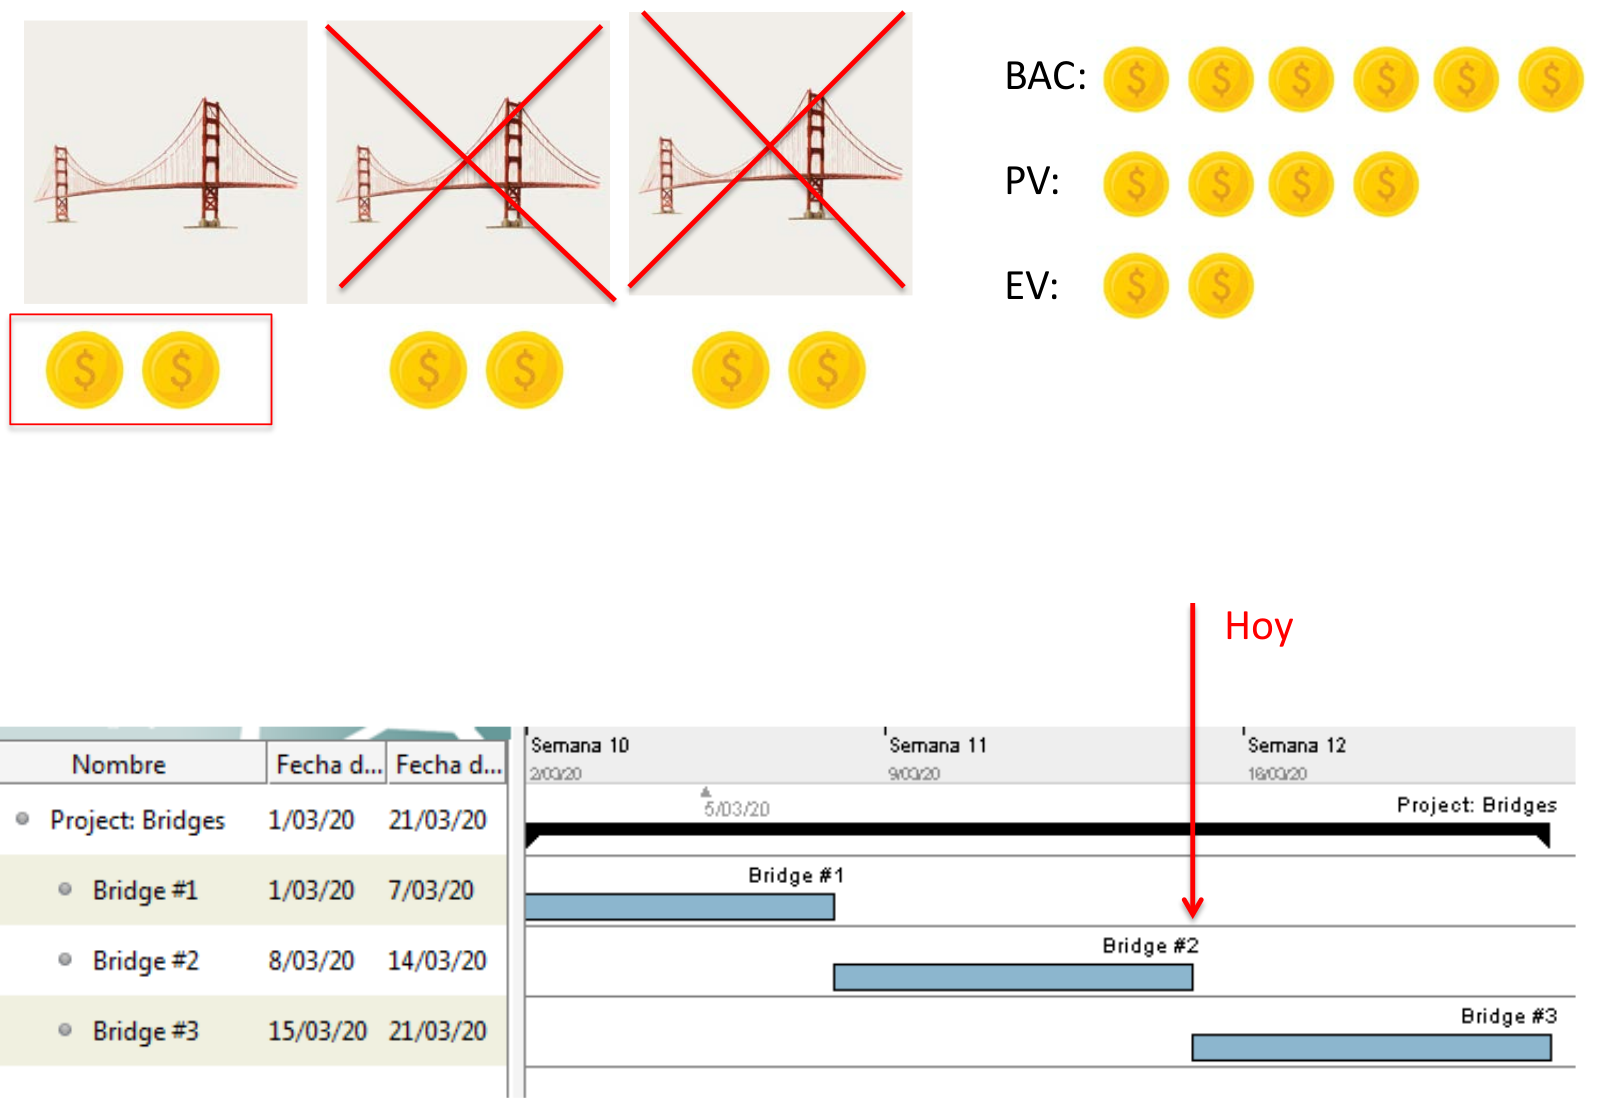 BAC:
PV:
EV:
Hoy
Nombre
Fecha d...
Fecha d...
Semana 10
Semana 11
Semana 12
2/03/20
9/03/20
16/03/20
5/03/20
Project: Bridges
1/03/20
21/03/20
Project: Bridges
Bridge #1
1/03/20
7/03/20
Bridge #1
Bridge #2
8/03/20
14/03/20
Bridge #2
Bridge #3
15/03/20
21/03/20
Bridge #3